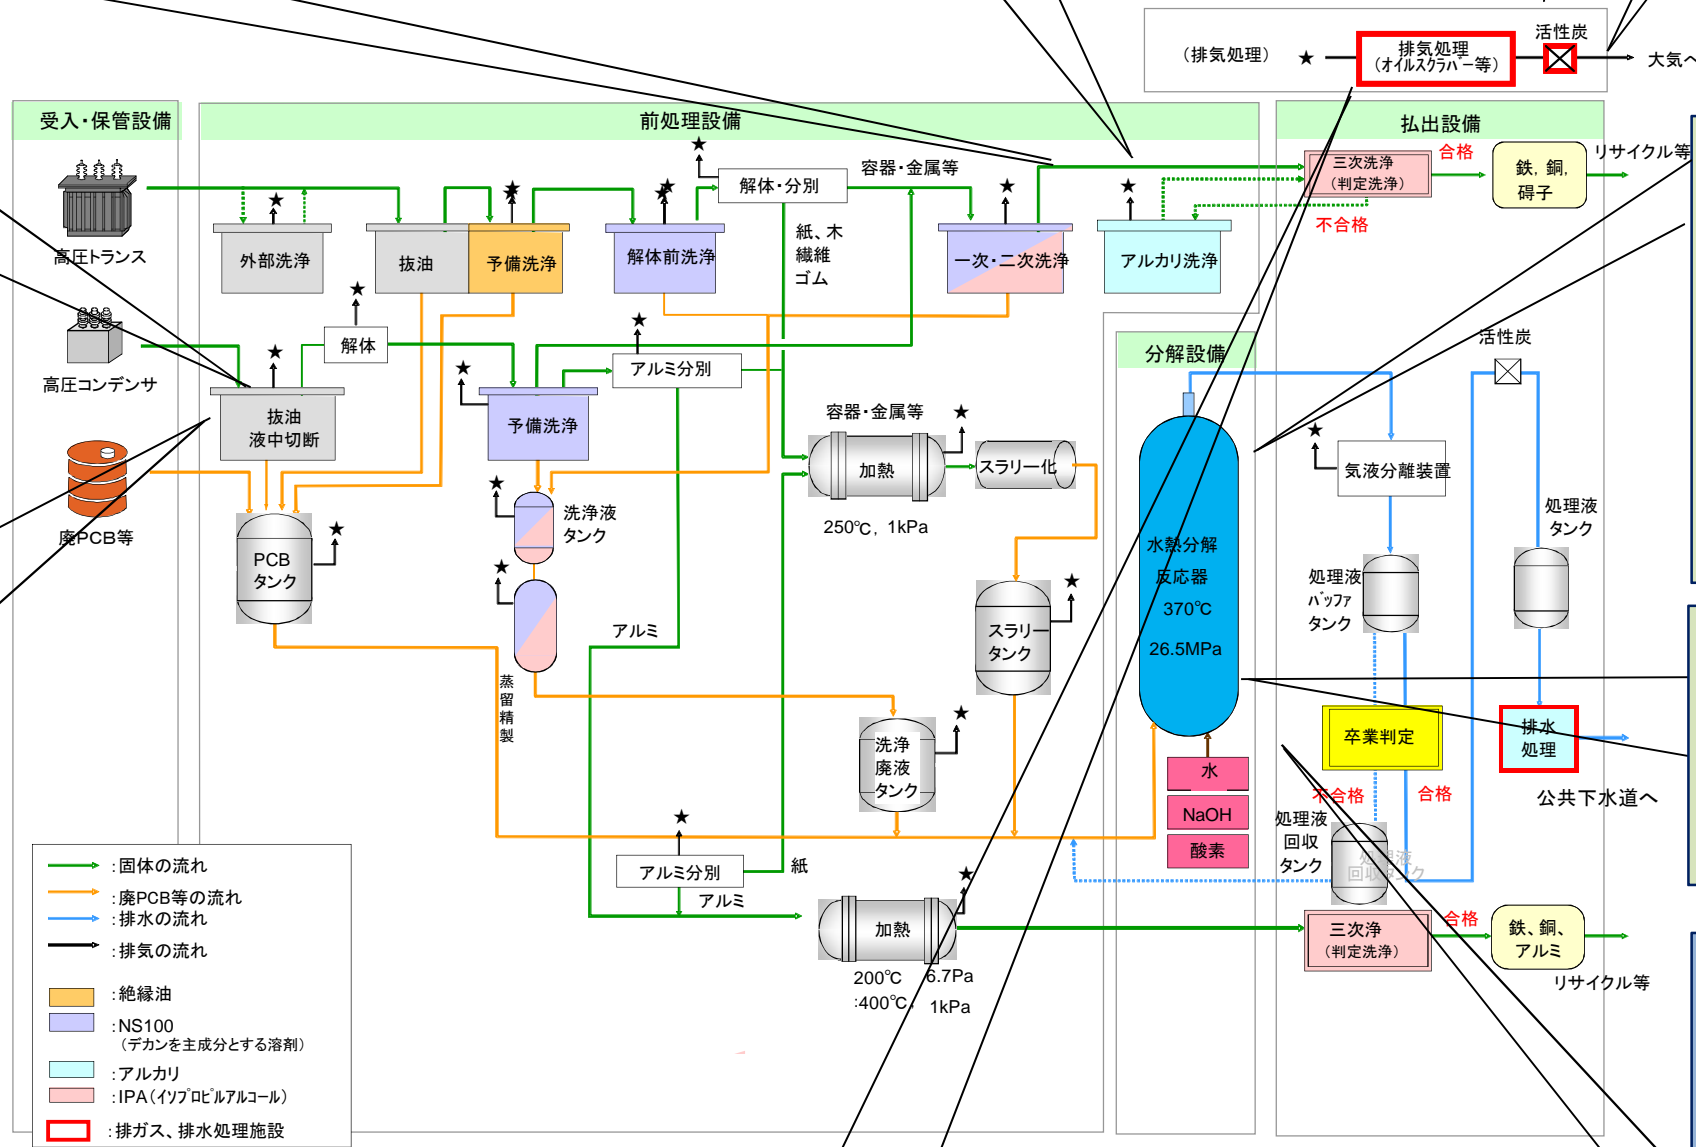 活性炭
(排気処理)
★
排気処理
(オイルスクラバー等)
大気へ
受入・保管設備
前処理設備
払出設備
高圧トランス
外部洗浄
抜油
予備洗浄
解体前洗浄
解体・分別
容器・金属等
紙、木
繊維
ゴム
一次・二次洗浄
アルカリ洗浄
三次洗浄
(判定洗浄)
合格
不合格
鉄, 銅,
碍子
リサイクル等
高圧コンデンサ
解体
抜油
液中切断
予備洗浄
アルミ分別
分解設備
活性炭
廃PCB等
PCB
タンク
洗浄液
タンク
容器・金属等
加熱
250℃, 1kPa
スラリー化
気液分離装置
処理液
タンク
水熱分解
反応器
370℃
26.5MPa
処理液
バッファ
タンク
アルミ
スラリー
タンク
蒸
留
精
製
洗浄
廃液
タンク
卒業判定
排水
処理
公共下水道へ
不合格
合格
水
NaOH
酸素
処理液
回収
タンク
処理液
回収タンク
アルミ分別
紙
アルミ
加熱
200℃ 6.7Pa
:400℃, 1kPa
三次浄
(判定洗浄)
合格
鉄、銅、
アルミ
リサイクル等
:固体の流れ
:廃PCB等の流れ
:排水の流れ
:排気の流れ
:絶縁油
:NS100
(デカンを主成分とする溶剤)
:アルカリ
:IPA(イソプロピルアルコール)
:排ガス、排水処理施設